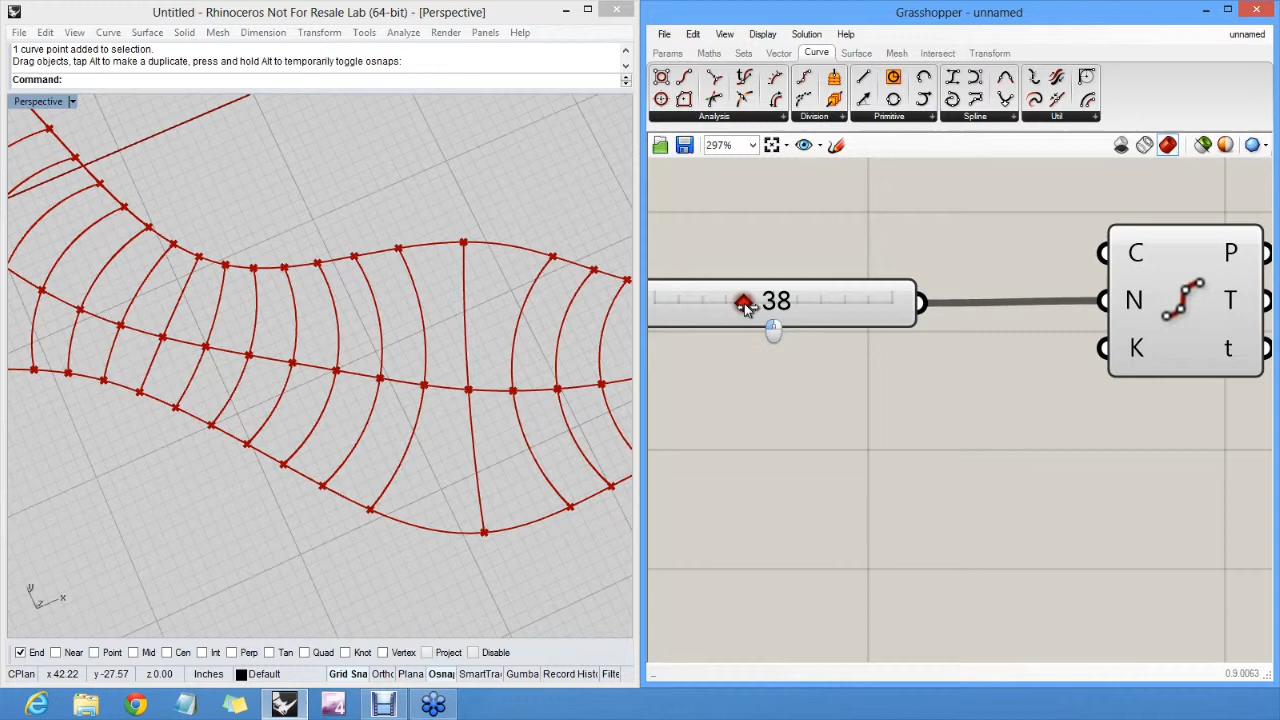 Untitled - Rhinoceros Not For Resale Lab (64-bit) - [Perspective]
File Edit View Curve Surface Solid Mesh Dimension Transform Tools Analyze Render Panels Help
1 curve point added to selection.
Drag objects, tap Alt to make a duplicate, press and hold Alt to temporarily toggle osnaps:
Command:
Perspective
y
z x
End Near Point Mid Cen Int Perp Tan Quad Knot Vertex Project Disable
CPlan x 42.22 y -27.57 z 0.00 Inches Default Grid Sna Ortho Plana Osnap SmartTrac Gumba Record History Filte
Grasshopper - unnamed
File Edit View Display Solution Help unnamed
Params Maths Sets Vector Curve Surface Mesh Intersect Transform
Analysis Division Primitive Spline Util
297%
38
C P
N T
K t
0.9.0063